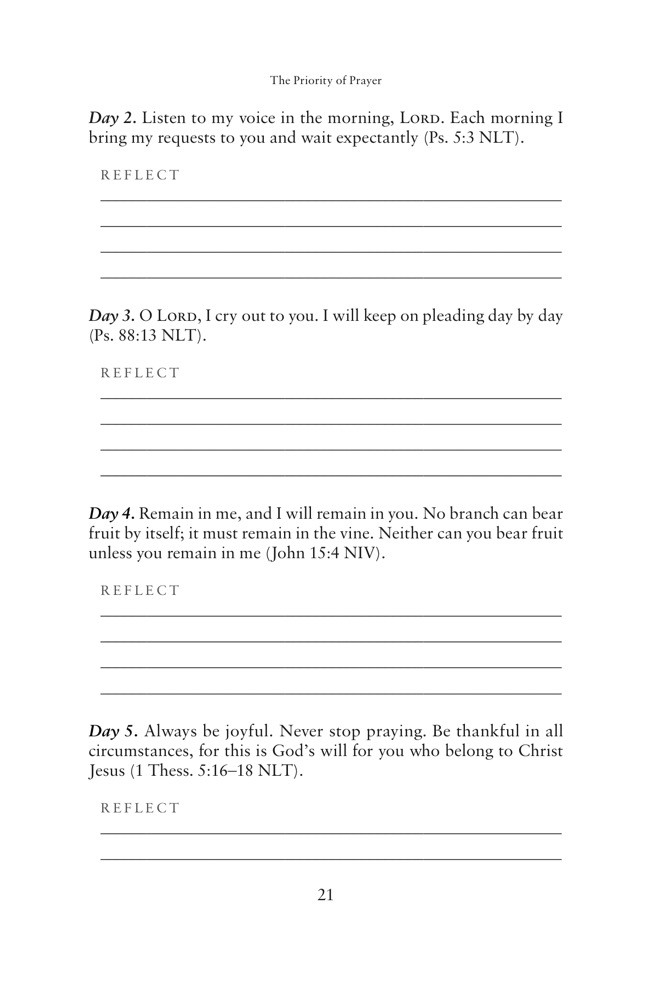 The Priority of Prayer
Day 2. Listen to my voice in the morning, LORD. Each morning I
bring my requests to you and wait expectantly (Ps. 5:3 NLT).
REFLECT
Day 3. O LORD, I cry out to you. I will keep on pleading day by day
(Ps. 88:13 NLT).
REFLECT
Day 4. Remain in me, and I will remain in you. No branch can bear
fruit by itself; it must remain in the vine. Neither can you bear fruit
unless you remain in me (John 15:4 NIV).
REFLECT
Day 5. Always be joyful. Never stop praying. Be thankful in all
circumstances, for this is God’s will for you who belong to Christ
Jesus (1 Thess. 5:16–18 NLT).
REFLECT
21